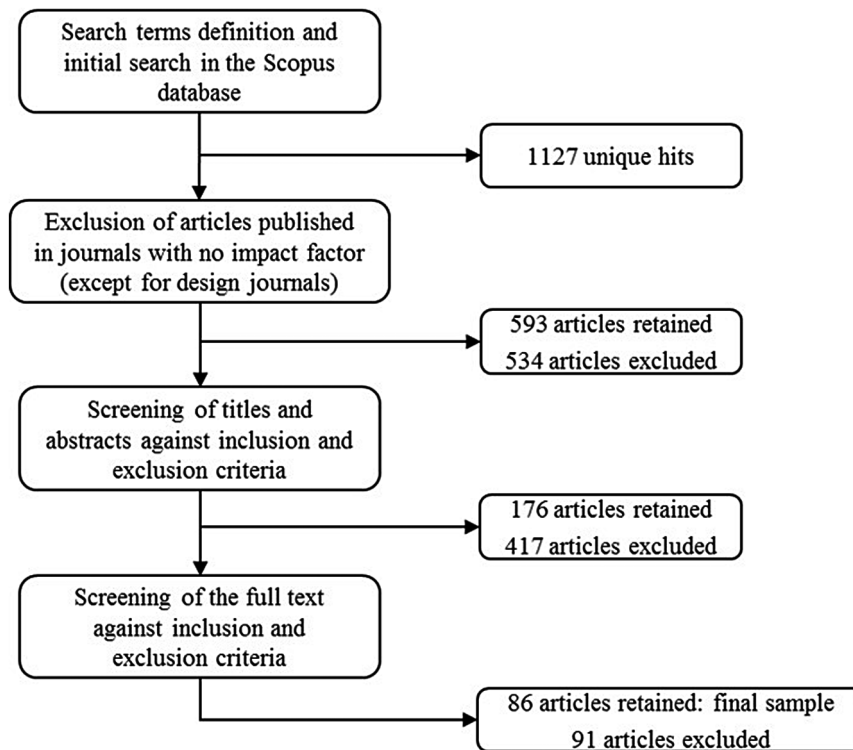 Search terms definition and
initial search in the Scopus
database
1127 unique hits
Exclusion of articles published
in journals with no impact factor
(except for design journals)
593 articles retained
534 articles excluded
Screening of titles and
abstracts against inclusion and
exclusion criteria
176 articles retained
417 articles excluded
Screening of the full text
against inclusion and
exclusion criteria
86 articles retained: final sample
91 articles excluded